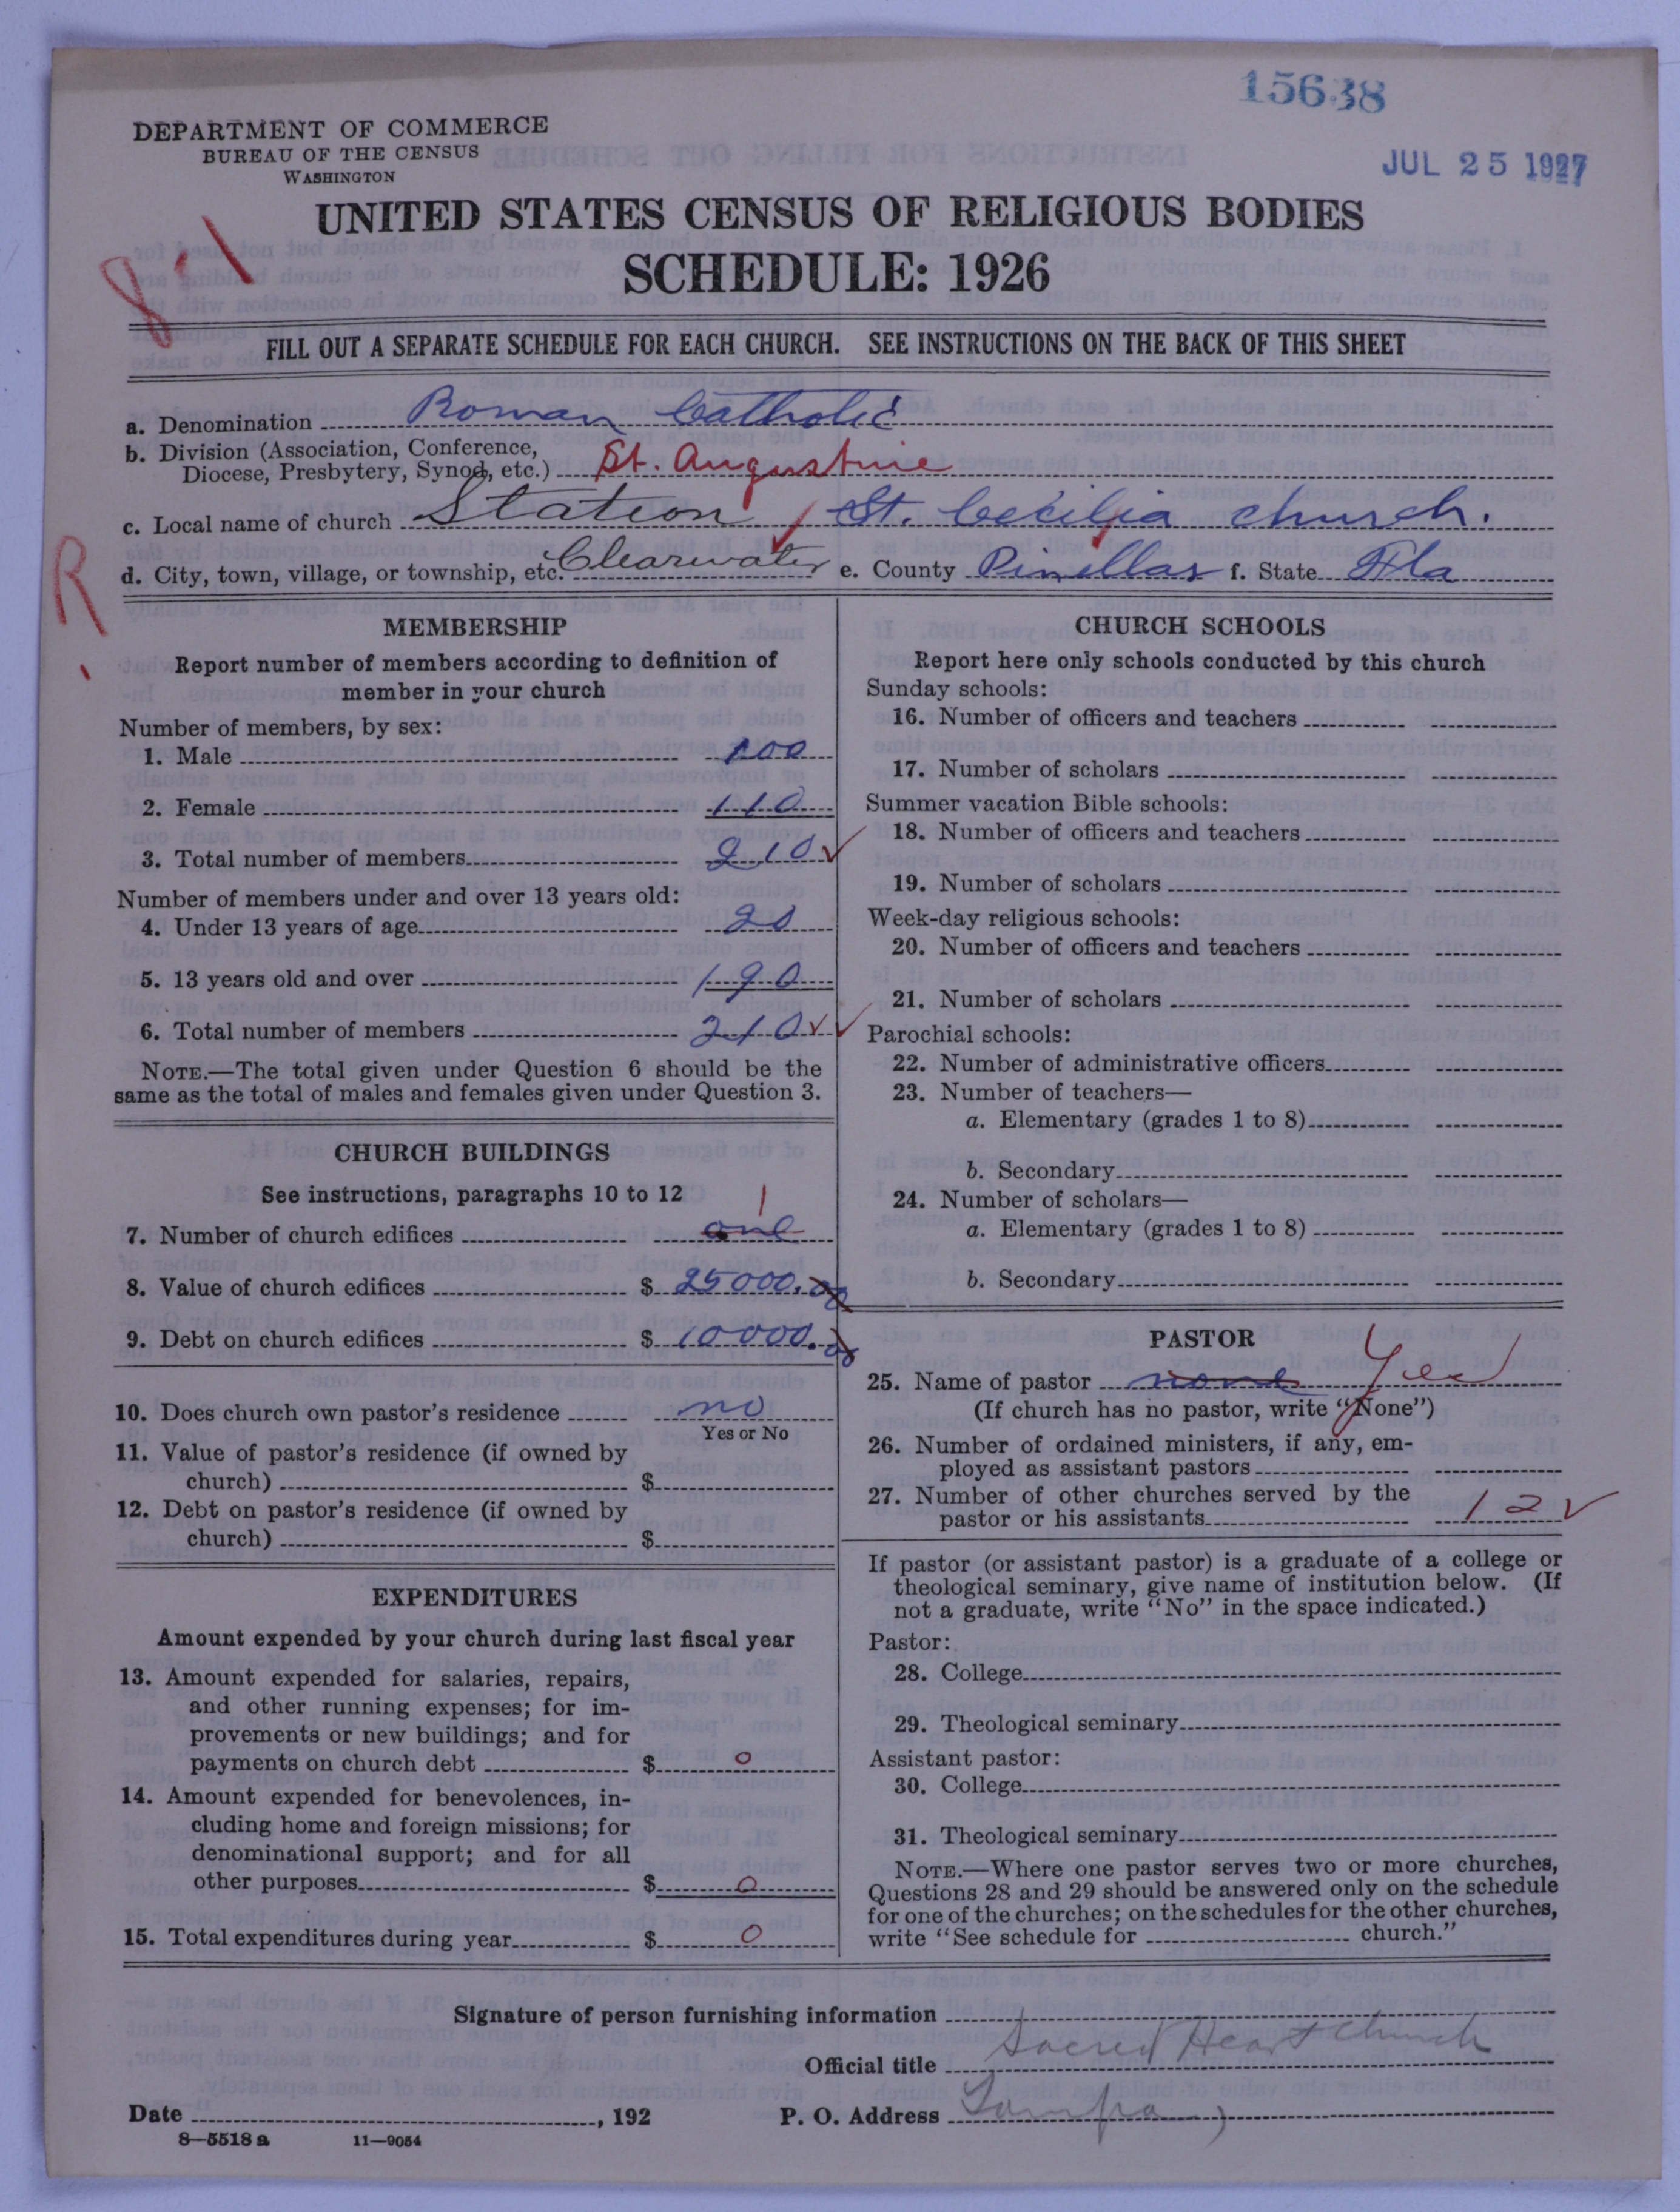 15638
JUL 25 1927
DEPARTMENT OF COMMERCE
BUREAU OF THE CENSUS
WASHINGTON
UNITED STATES CENSUS OF RELIGIOUS BODIES
SCHEDULE: 1926
8-1
FILL OUT A SEPARATE SCHEDULE FOR EACH CHURCH. SEE INSTRUCTIONS ON THE BACK OF THIS SHEET
a. Denomination Roman Catholic
b. Division (Association, Conference,
Diocese, Presbytery, Synod, etc.) St. Augustine
c. Local name of church Station St. Cecilia church.
d. City, town, village, or township, etc. Clearwater e. County Pinellas f. State Fla
R
MEMBERSHIP
Report number of members according to definition of
member in your church
Number of members, by sex:
1. Male 100
2. Female 110
3. Total number of members 210 ✓
Number of members under and over 13 years old:
4. Under 13 years of age 20
5. 13 years old and over 190
6. Total number of members 210 ✓✓
NOTE.—The total given under Question 6 should be the
same as the total of males and females given under Question 3.
CHURCH BUILDINGS
See instructions, paragraphs 10 to 12
7. Number of church edifices one 1
8. Value of church edifices $ 25000.00
9. Debt on church edifices $ 10000.00
10. Does church own pastor's residence no
Yes or No
11. Value of pastor's residence (if owned by
church) $
12. Debt on pastor's residence (if owned by
church) $
EXPENDITURES
Amount expended by your church during last fiscal year
13. Amount expended for salaries, repairs,
and other running expenses; for im-
provements or new buildings; and for
payments on church debt $ 0
14. Amount expended for benevolences, in-
cluding home and foreign missions; for
denominational support; and for all
other purposes $ 0
15. Total expenditures during year $ 0
CHURCH SCHOOLS
Report here only schools conducted by this church
Sunday schools:
16. Number of officers and teachers
17. Number of scholars
Summer vacation Bible schools:
18. Number of officers and teachers
19. Number of scholars
Week-day religious schools:
20. Number of officers and teachers
21. Number of scholars
Parochial schools:
22. Number of administrative officers
23. Number of teachers—
a. Elementary (grades 1 to 8)
b. Secondary
24. Number of scholars—
a. Elementary (grades 1 to 8)
b. Secondary
PASTOR
25. Name of pastor none Yes
(If church has no pastor, write "None")
26. Number of ordained ministers, if any, em-
ployed as assistant pastors
27. Number of other churches served by the
pastor or his assistants 12 ✓
If pastor (or assistant pastor) is a graduate of a college or
theological seminary, give name of institution below. (If
not a graduate, write "No" in the space indicated.)
Pastor:
28. College
29. Theological seminary
Assistant pastor:
30. College
31. Theological seminary
NOTE.—Where one pastor serves two or more churches,
Questions 28 and 29 should be answered only on the schedule
for one of the churches; on the schedules for the other churches,
write "See schedule for church."
Signature of person furnishing information
Official title Sacred Heart Church
Date , 192 P. O. Address Tampa
8—5518 a 11—9054